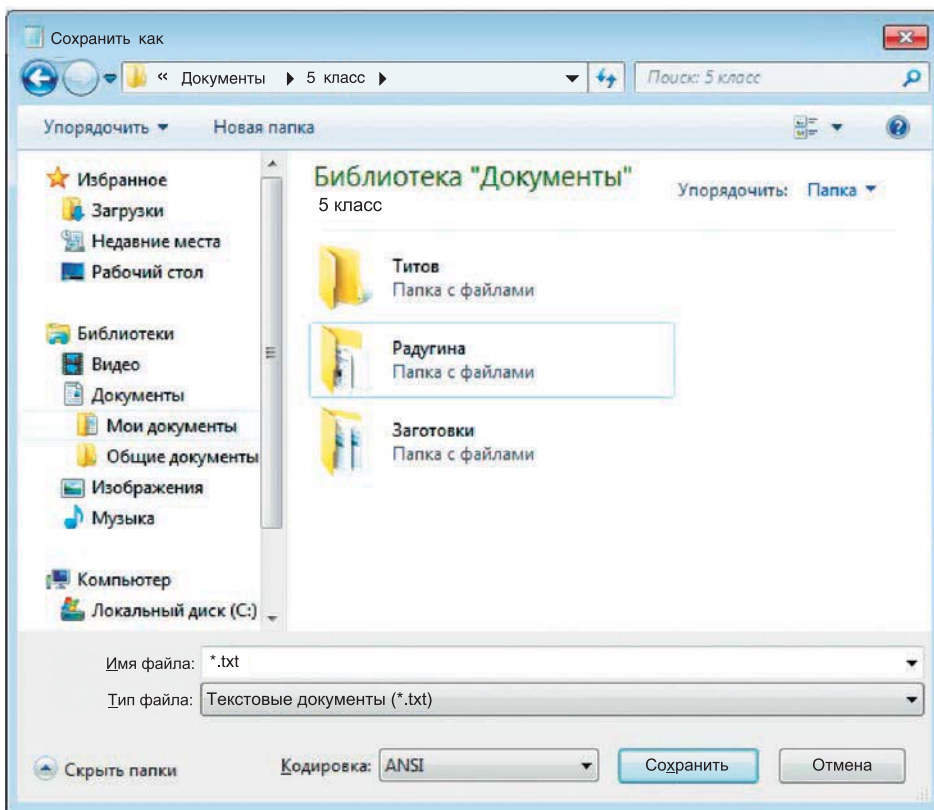 Сохранить как
« Документы 5 класс
Поиск: 5 класс
Упорядочить Новая папка
Избранное
Загрузки
Недавние места
Рабочий стол
Библиотеки
Видео
Документы
Мои документы
Общие документы
Изображения
Музыка
Компьютер
Локальный диск (C:)
Библиотека "Документы"
5 класс
Упорядочить: Папка
Титов
Папка с файлами
Радугина
Папка с файлами
Заготовки
Папка с файлами
Имя файла: *.txt
Тип файла: Текстовые документы (*.txt)
Скрыть папки
Кодировка: ANSI
Сохранить
Отмена